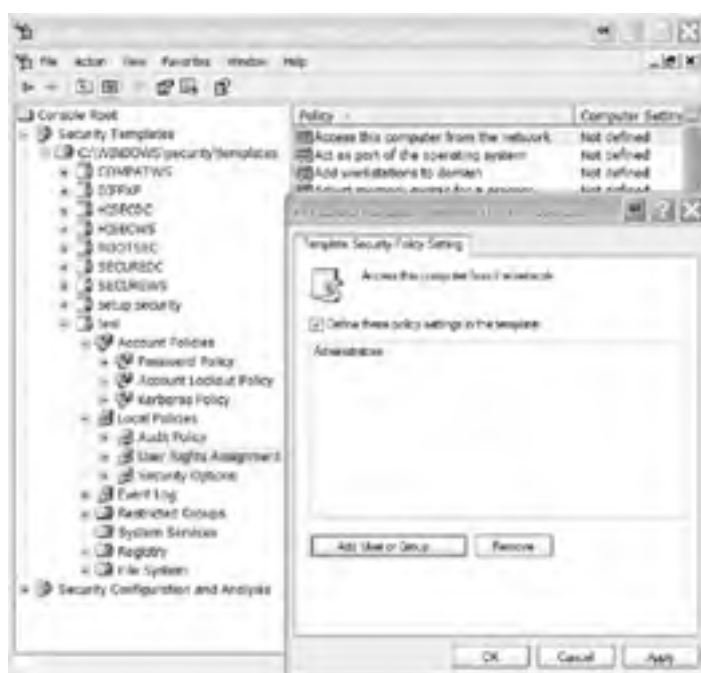 File Action View Favorites Window Help
Console Root
Security Templates
C:\WINDOWS\security\templates
COMPATWS
HISECDC
HISECWS
ROOTSEC
SECUREDC
SECUREWS
setup security
test
Account Policies
Password Policy
Account Lockout Policy
Kerberos Policy
Local Policies
Audit Policy
User Rights Assignment
Security Options
Event Log
Restricted Groups
System Services
Registry
File System
Security Configuration and Analysis
Policy
Computer Setting
Access this computer from the network
Not defined
Act as part of the operating system
Not defined
Add workstations to domain
Not defined
Adjust memory quotas for a process
Not defined
Template Security Policy Setting
Access this computer from the network
Define these policy settings in the template
Administrators
Add User or Group
Remove
OK
Cancel
Apply